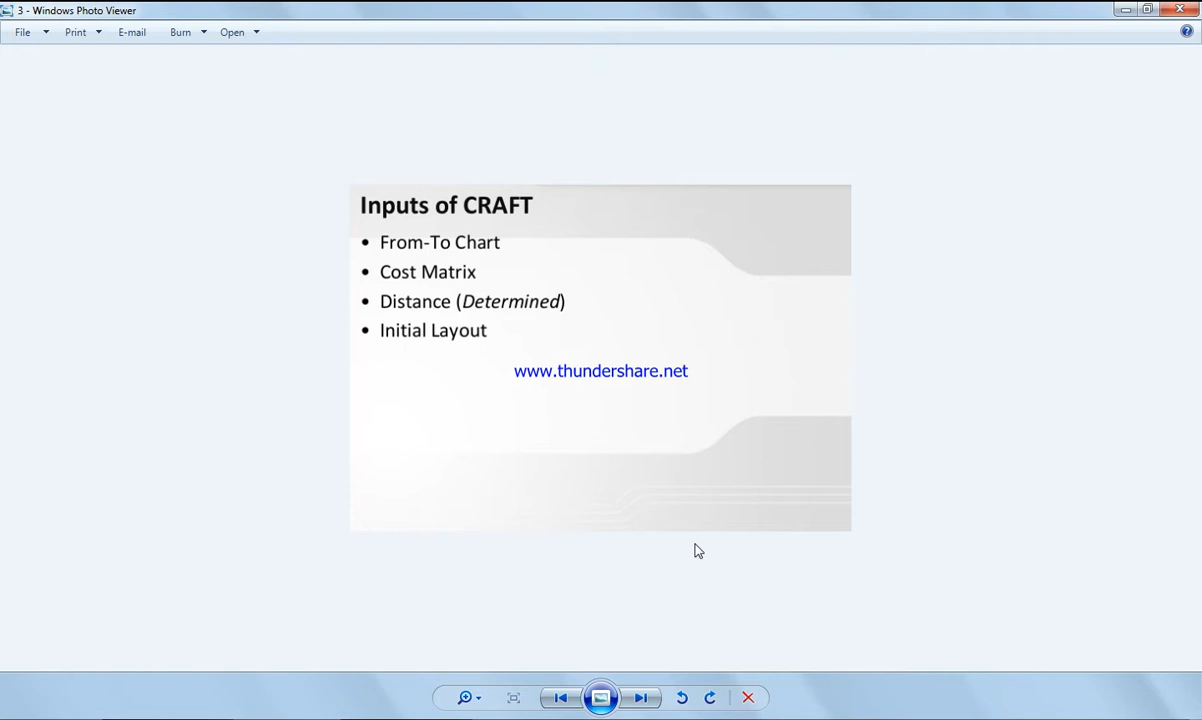 3 - Windows Photo Viewer
File Print E-mail Burn Open
Inputs of CRAFT
• From-To Chart
• Cost Matrix
• Distance (Determined)
• Initial Layout
www.thundershare.net